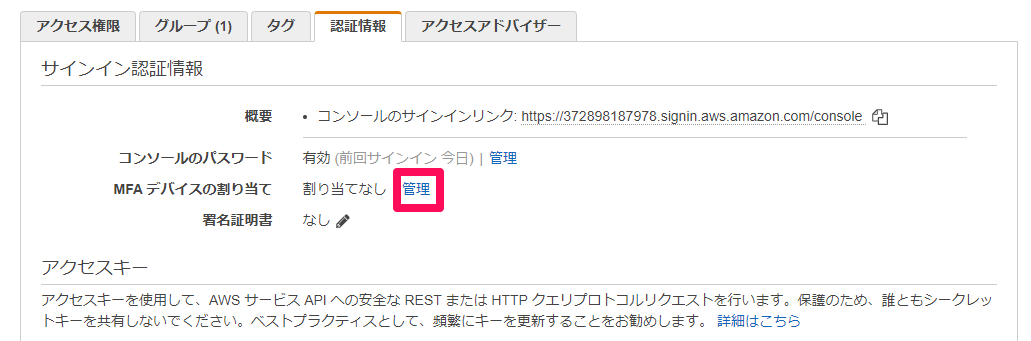 アクセス権限 グループ (1) タグ 認証情報 アクセスアドバイザー
サインイン認証情報
概要 • コンソールのサインインリンク: https://372898187978.signin.aws.amazon.com/console
コンソールのパスワード 有効 (前回サインイン 今日) | 管理
MFA デバイスの割り当て 割り当てなし 管理
署名証明書 なし
アクセスキー
アクセスキーを使用して、AWS サービス API への安全な REST または HTTP クエリプロトコルリクエストを行います。保護のため、誰ともシークレッ
トキーを共有しないでください。ベストプラクティスとして、頻繁にキーを更新することをお勧めします。 詳細はこちら